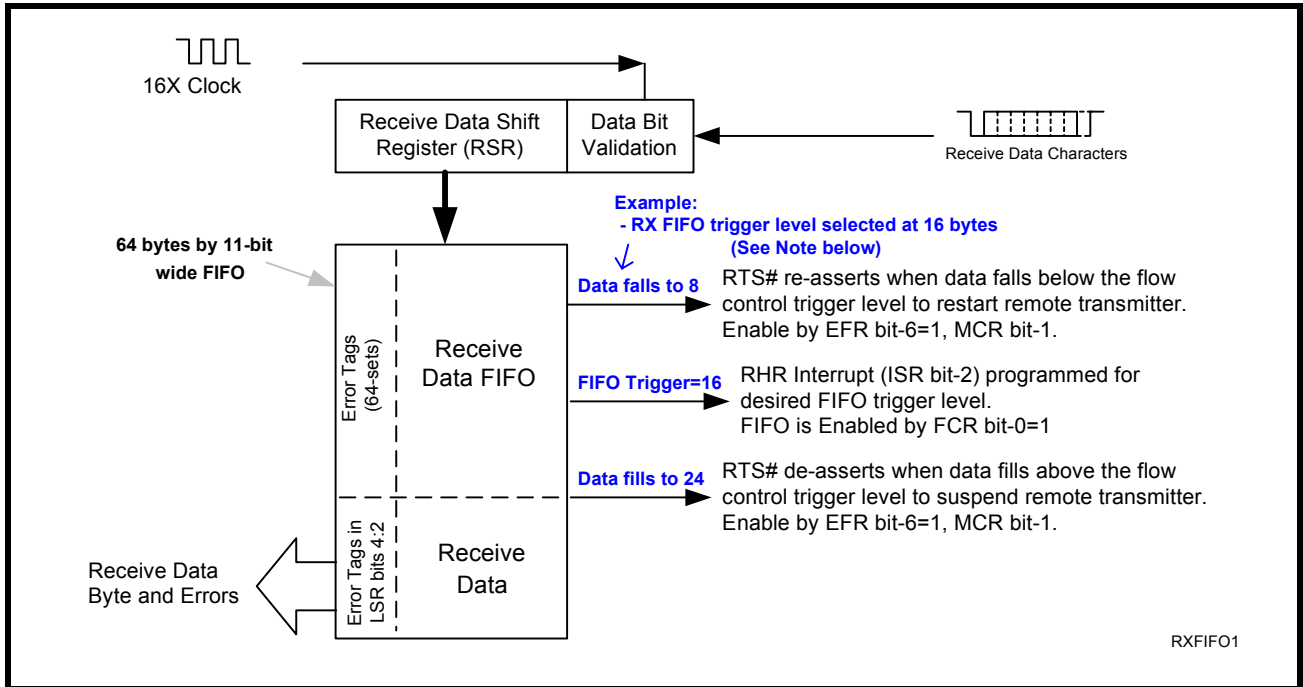 16X Clock
Receive Data Shift
Register (RSR)
Data Bit
Validation
Receive Data Characters
64 bytes by 11-bit
wide FIFO
Example:
- RX FIFO trigger level selected at 16 bytes
(See Note below)
Error Tags
(64-sets)
Receive
Data FIFO
Data falls to 8
RTS# re-asserts when data falls below the flow
control trigger level to restart remote transmitter.
Enable by EFR bit-6=1, MCR bit-1.
FIFO Trigger=16
RHR Interrupt (ISR bit-2) programmed for
desired FIFO trigger level.
FIFO is Enabled by FCR bit-0=1
Data fills to 24
RTS# de-asserts when data fills above the flow
control trigger level to suspend remote transmitter.
Enable by EFR bit-6=1, MCR bit-1.
Error Tags in
LSR bits 4:2
Receive
Data
Receive Data
Byte and Errors
RXFIFO1